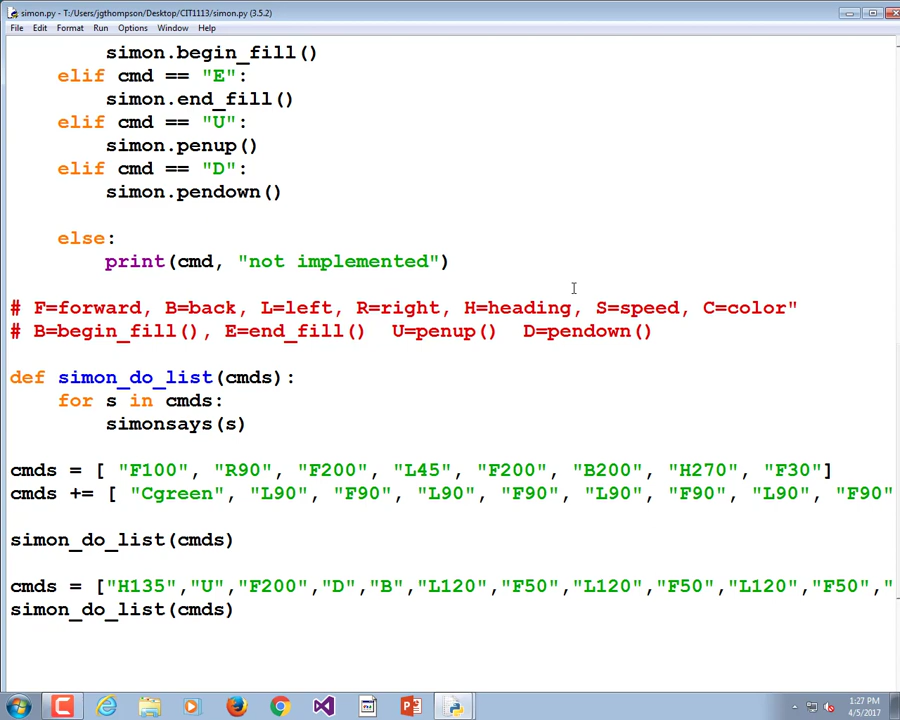 simon.py - T:/Users/jgthompson/Desktop/CIT1113/simon.py (3.5.2)
File Edit Format Run Options Window Help
simon.begin_fill()
elif cmd == "E":
simon.end_fill()
elif cmd == "U":
simon.penup()
elif cmd == "D":
simon.pendown()
else:
print(cmd, "not implemented")
# F=forward, B=back, L=left, R=right, H=heading, S=speed, C=color"
# B=begin_fill(), E=end_fill()  U=penup()  D=pendown()
def simon_do_list(cmds):
for s in cmds:
simonsays(s)
cmds = [ "F100", "R90", "F200", "L45", "F200", "B200", "H270", "F30"]
cmds += [ "Cgreen", "L90", "F90", "L90", "F90", "L90", "F90", "L90", "F90"
simon_do_list(cmds)
cmds = ["H135","U","F200","D","B","L120","F50","L120","F50","L120","F50","
simon_do_list(cmds)
1:27 PM
4/5/2017